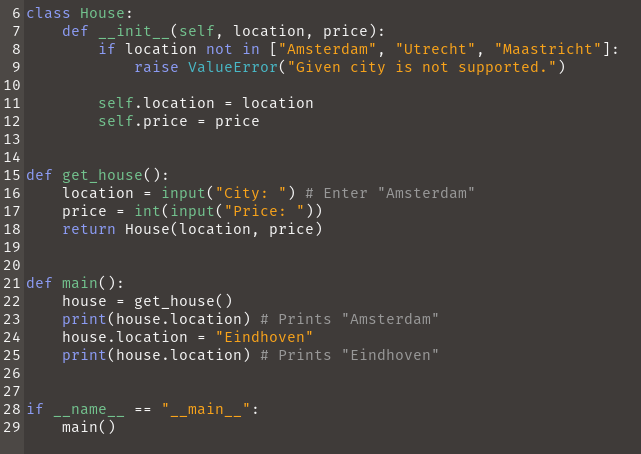 6 class House:
7     def __init__(self, location, price):
8         if location not in ["Amsterdam", "Utrecht", "Maastricht"]:
9             raise ValueError("Given city is not supported.")
10
11         self.location = location
12         self.price = price
13
14
15 def get_house():
16     location = input("City: ") # Enter "Amsterdam"
17     price = int(input("Price: "))
18     return House(location, price)
19
20
21 def main():
22     house = get_house()
23     print(house.location) # Prints "Amsterdam"
24     house.location = "Eindhoven"
25     print(house.location) # Prints "Eindhoven"
26
27
28 if __name__ == "__main__":
29     main()